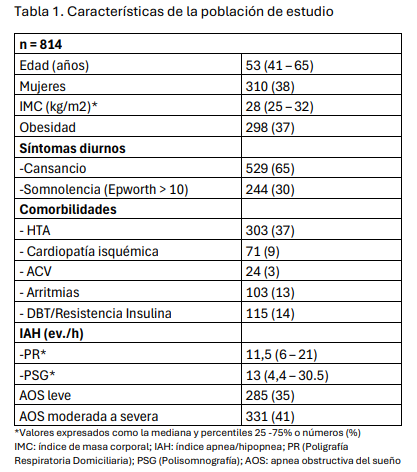 Tabla 1. Características de la población de estudio
n = 814
Edad (años) 53 (41 – 65)
Mujeres 310 (38)
IMC (kg/m2)* 28 (25 – 32)
Obesidad 298 (37)
Síntomas diurnos
-Cansancio 529 (65)
-Somnolencia (Epworth > 10) 244 (30)
Comorbilidades
- HTA 303 (37)
- Cardiopatía isquémica 71 (9)
- ACV 24 (3)
- Arritmias 103 (13)
- DBT/Resistencia Insulina 115 (14)
IAH (ev./h)
-PR* 11,5 (6 – 21)
-PSG* 13 (4,4 – 30.5)
AOS leve 285 (35)
AOS moderada a severa 331 (41)
*Valores expresados como la mediana y percentiles 25 -75% o números (%)
IMC: índice de masa corporal; IAH: índice apnea/hipopnea; PR (Poligrafía
Respiratoria Domiciliaria); PSG (Polisomnografía); AOS: apnea obstructiva del sueño